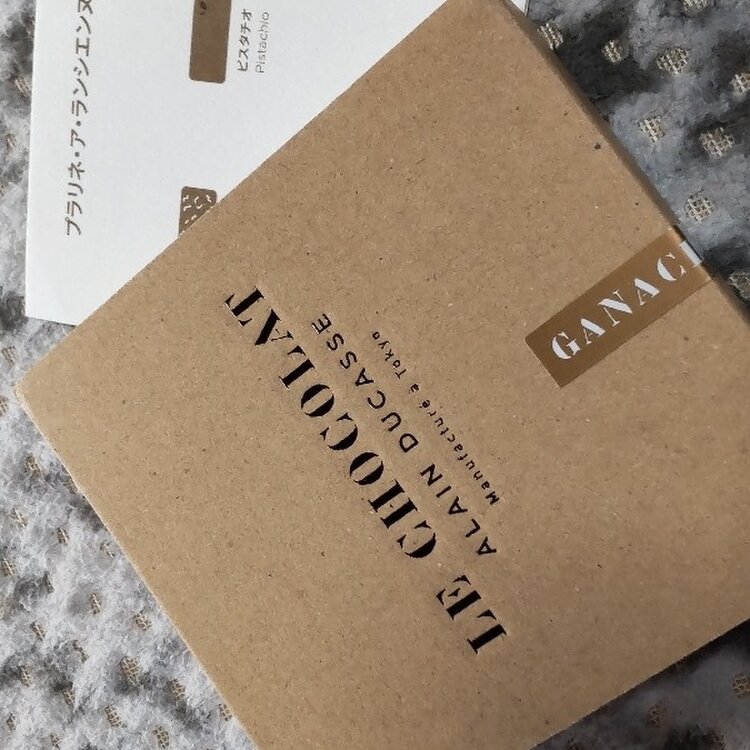 LE CHOCOLAT
ALAIN DUCASSE
Manufacture à Tokyo
GANAC
プラリネ・ア・ランシエンヌ
ピスタチオ
Pistachio